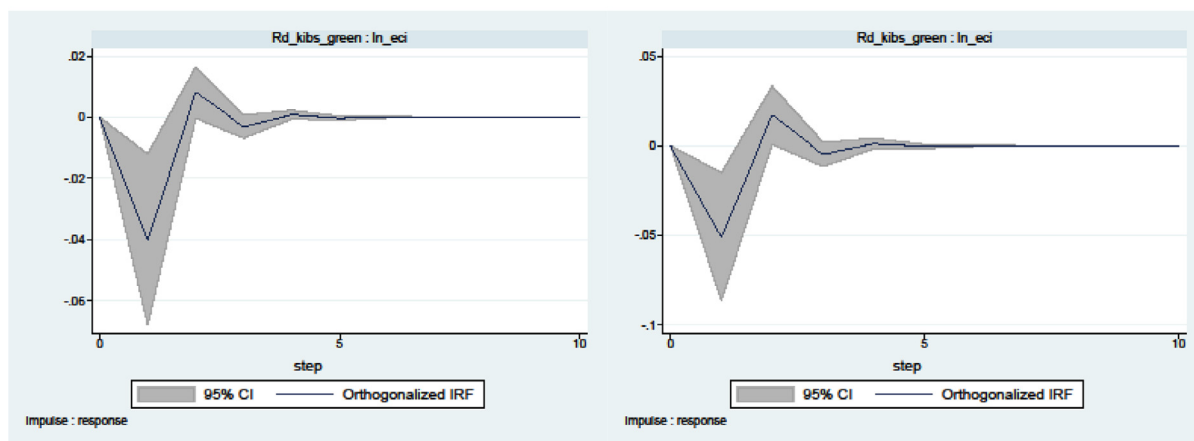 Rd_kibs_green : ln_eci
.02
0
-.02
-.04
-.06
0
5
10
step
95% CI
Orthogonalized IRF
Impulse : response
Rd_kibs_green : ln_eci
.05
0
-.05
-.1
0
5
10
step
95% CI
Orthogonalized IRF
Impulse : response